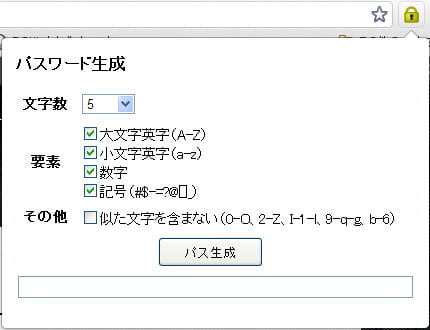 パスワード生成
文字数 5
要素
大文字英字(A-Z)
小文字英字(a-z)
数字
記号(#$-=?@[]_)
その他 似た文字を含まない(0-O、2-Z、I-1-l、9-q-g、b-6)
パス生成